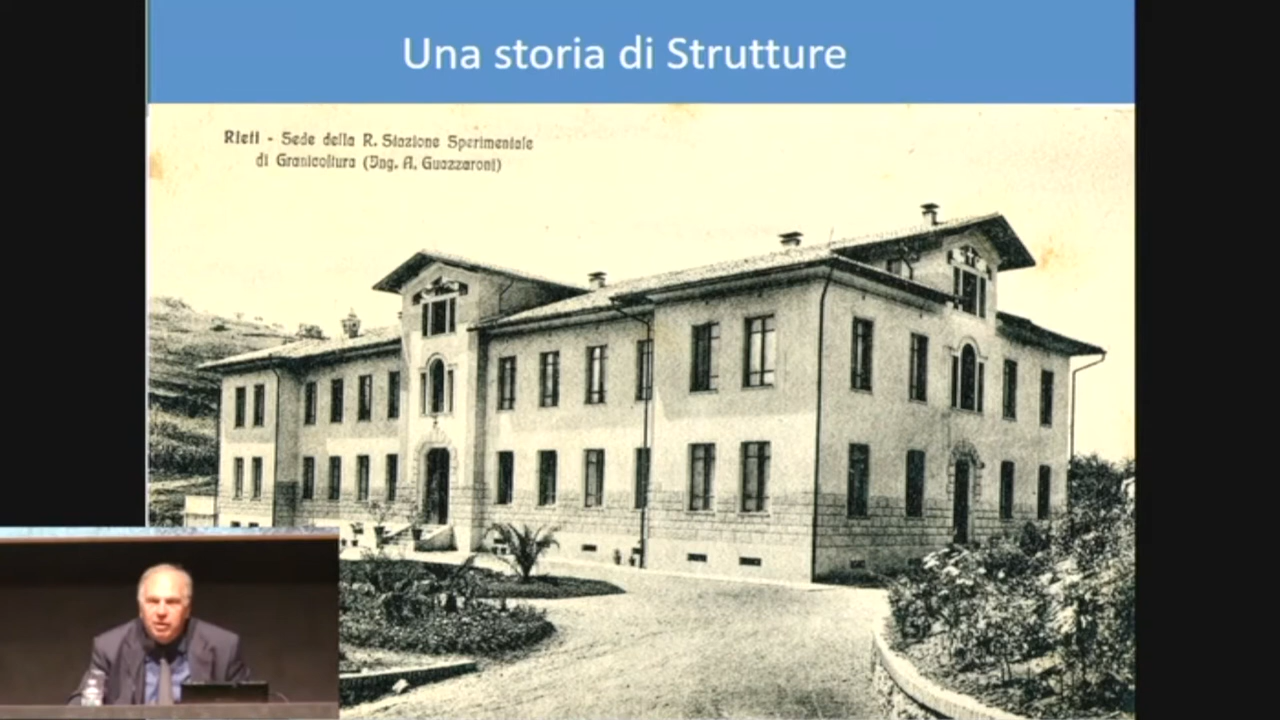 Una storia di Strutture
Rieti - Sede della R. Stazione Sperimentale
di Granicoltura (Ing. A. Guazzaroni)